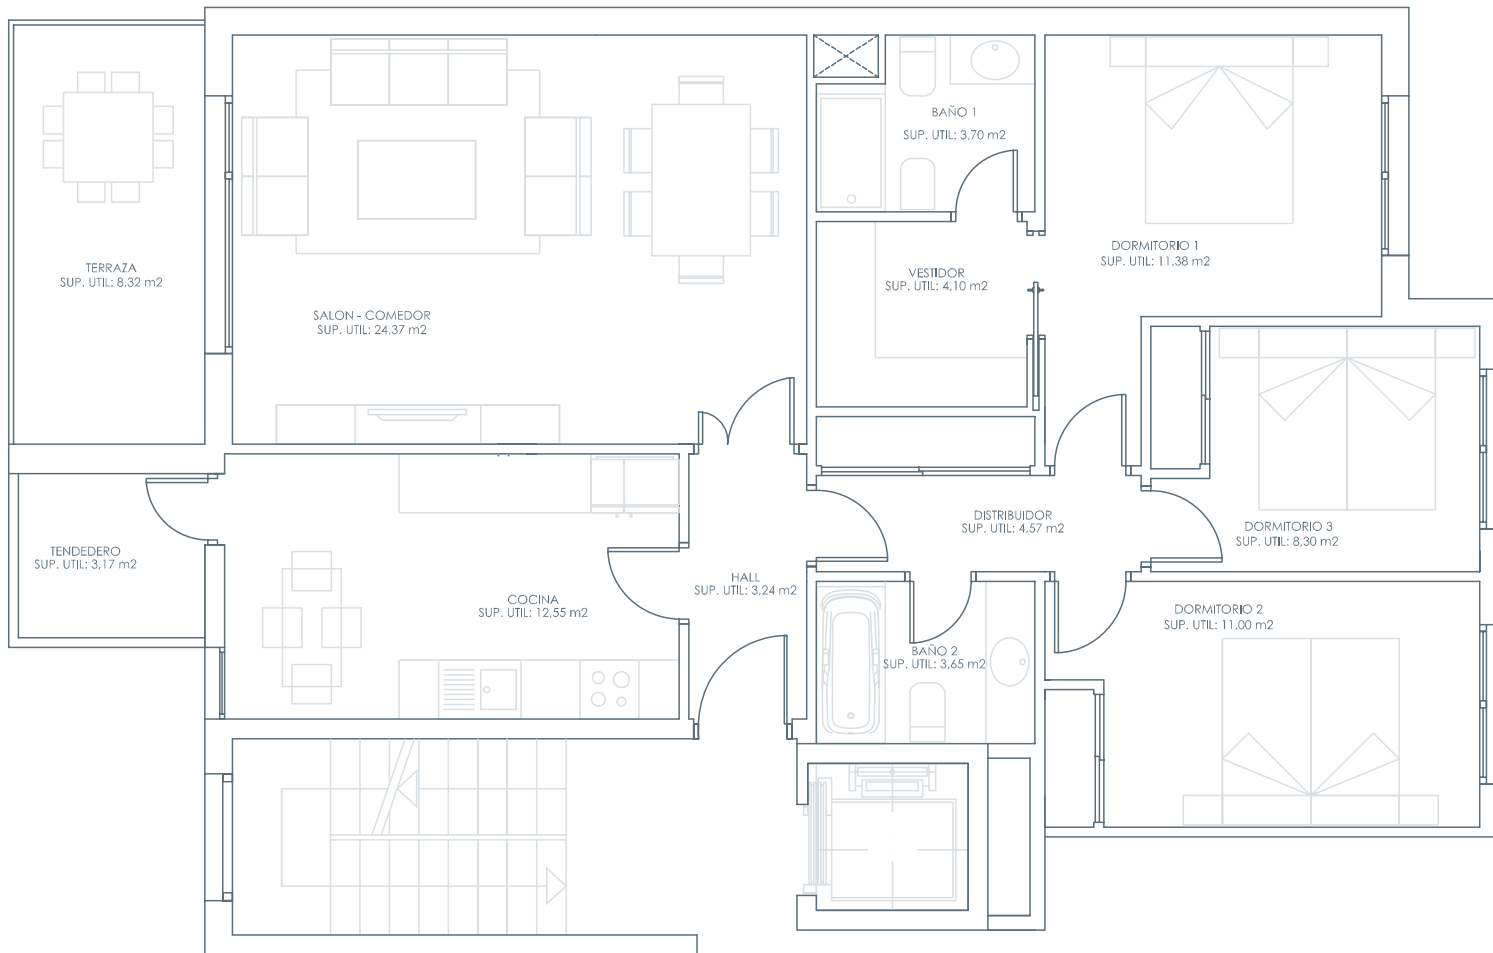 BAÑO 1
SUP. UTIL: 3,70 m2
TERRAZA
SUP. UTIL: 8,32 m2
SALON - COMEDOR
SUP. UTIL: 24,37 m2
VESTIDOR
SUP. UTIL: 4,10 m2
DORMITORIO 1
SUP. UTIL: 11,38 m2
TENDEDERO
SUP. UTIL: 3,17 m2
COCINA
SUP. UTIL: 12,55 m2
HALL
SUP. UTIL: 3,24 m2
DISTRIBUIDOR
SUP. UTIL: 4,57 m2
DORMITORIO 3
SUP. UTIL: 8,30 m2
BAÑO 2
SUP. UTIL: 3,65 m2
DORMITORIO 2
SUP. UTIL: 11,00 m2